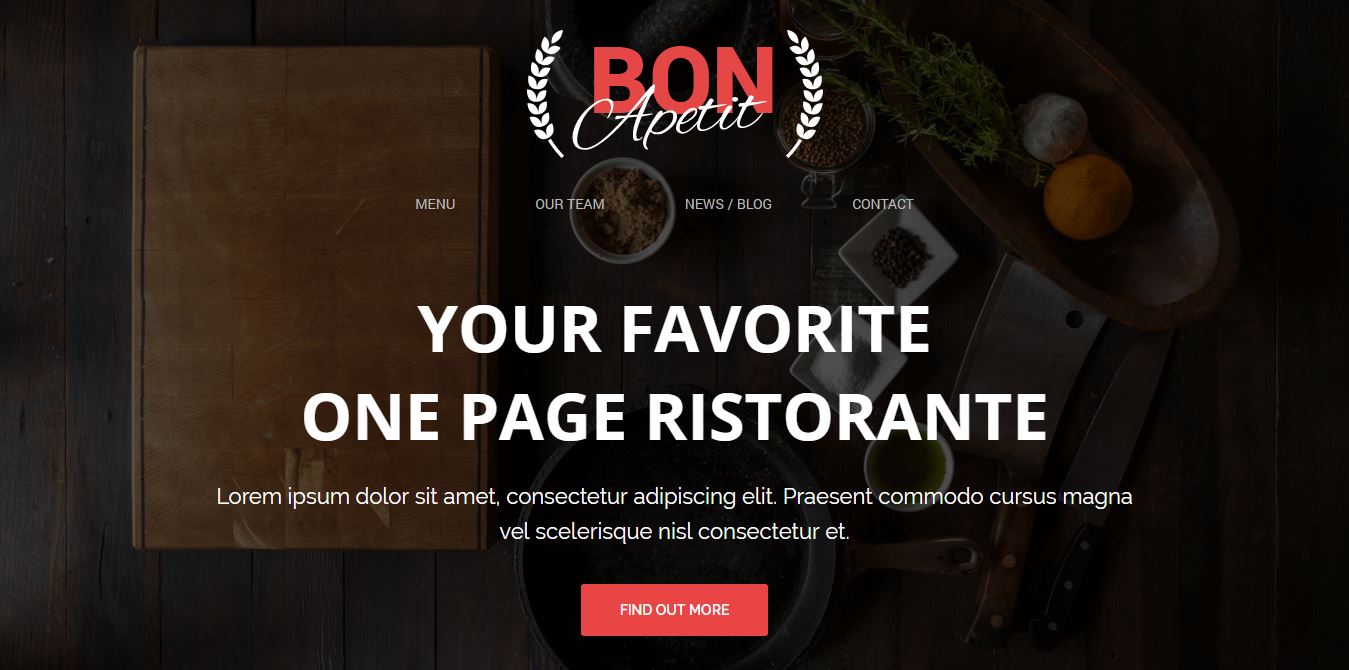 BON
Apetit
MENU OUR TEAM NEWS / BLOG CONTACT
YOUR FAVORITE
ONE PAGE RISTORANTE
Lorem ipsum dolor sit amet, consectetur adipiscing elit. Praesent commodo cursus magna
vel scelerisque nisl consectetur et.
FIND OUT MORE